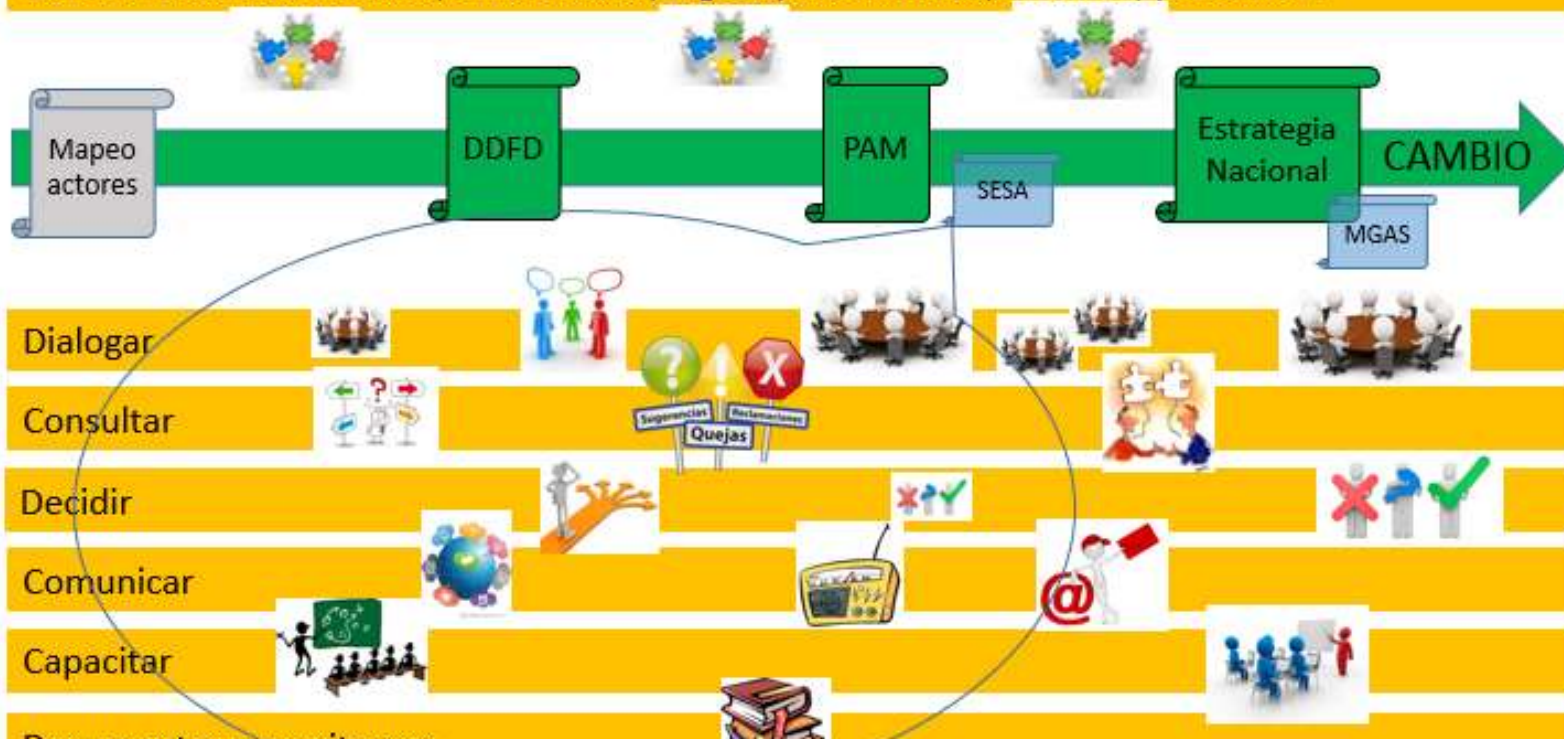 Mapeo
actores
DDFD
PAM
SESA
Estrategia
Nacional
CAMBIO
MGAS
Dialogar
Sugerencias
Reclamaciones
Quejas
Consultar
Decidir
Comunicar
@
Capacitar